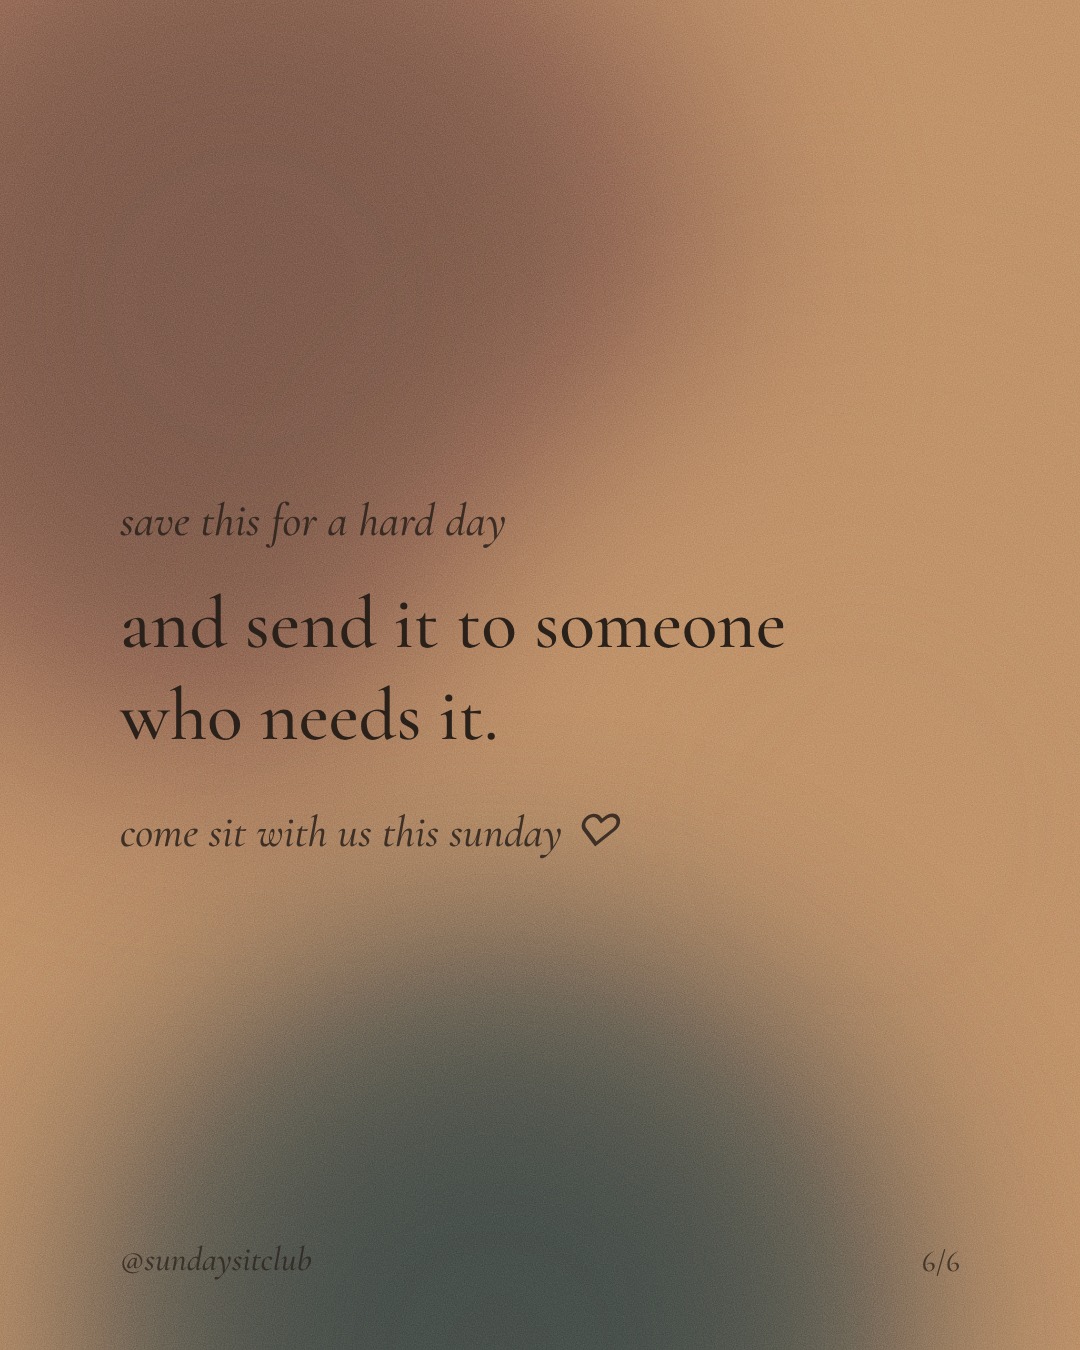 save this for a hard day
and send it to someone
who needs it.
come sit with us this sunday ♡
@sundaysitclub
6/6